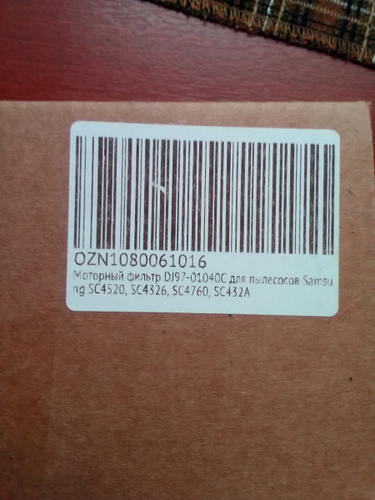 OZN1080061016
Моторный фильтр DJ97-01040C для пылесосов Samsu
ng SC4520, SC4326, SC4760, SC432A